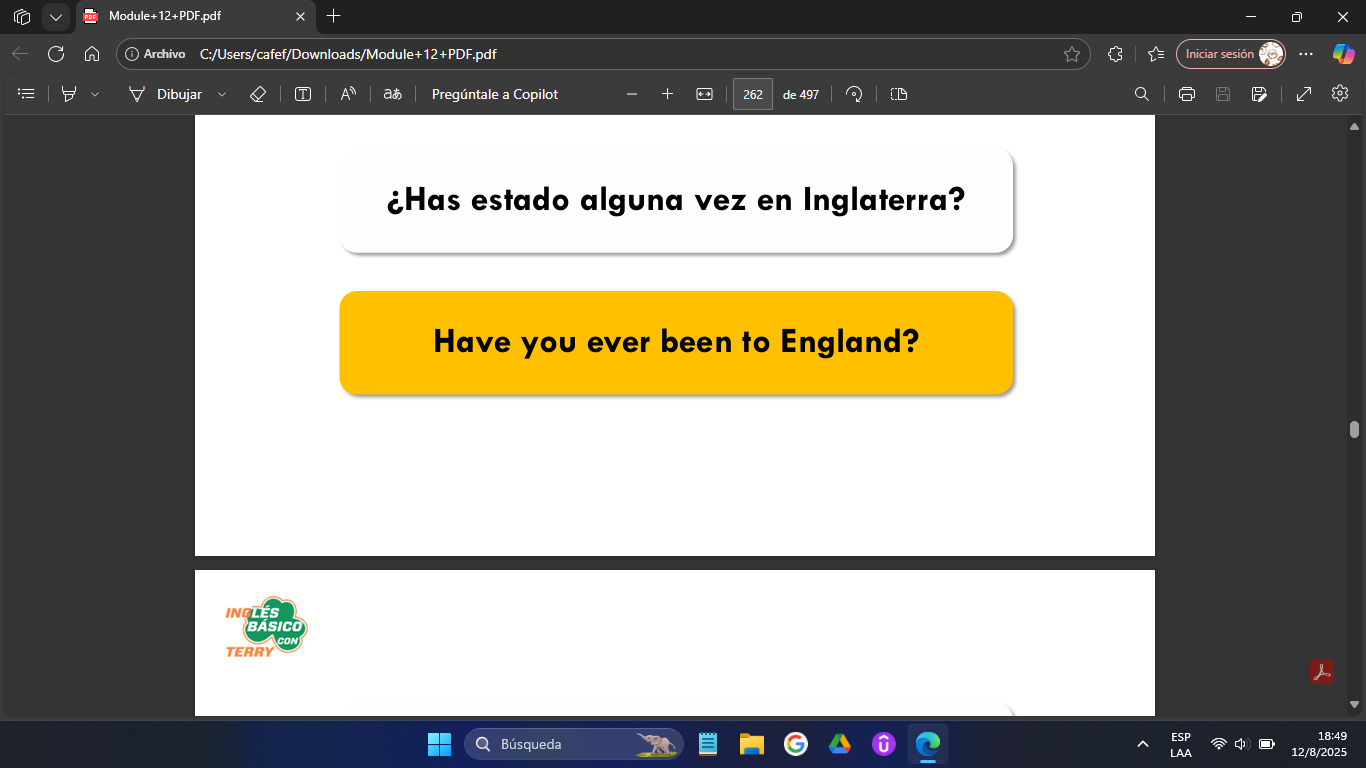 Module+12+PDF.pdf
Archivo C:/Users/cafef/Downloads/Module+12+PDF.pdf
Iniciar sesión
Dibujar
Pregúntale a Copilot
262 de 497
¿Has estado alguna vez en Inglaterra?
Have you ever been to England?
INGLÉS
BÁSICO
CON
TERRY
Búsqueda
ESP
LAA
18:49
12/8/2025